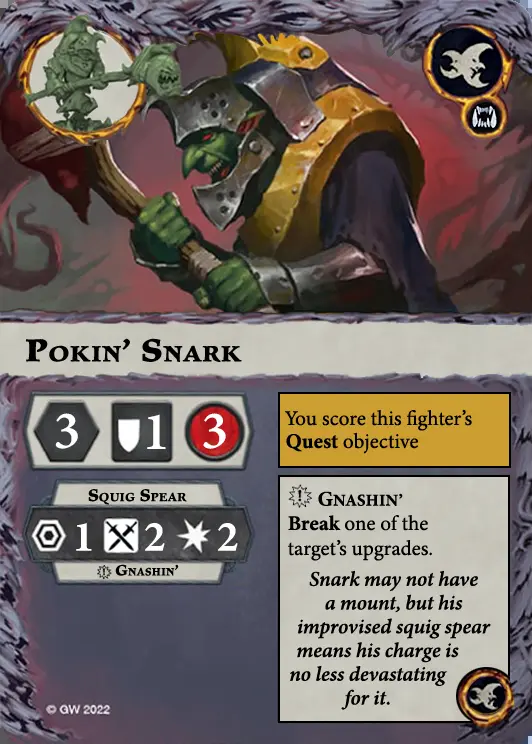 Pokin' Snark
3 1 3
You score this fighter's
Quest objective
Squig Spear
1 2 2
Gnashin'
Gnashin'
Break one of the
target's upgrades.
Snark may not have
a mount, but his
improvised squig spear
means his charge is
no less devastating
for it.
© GW 2022